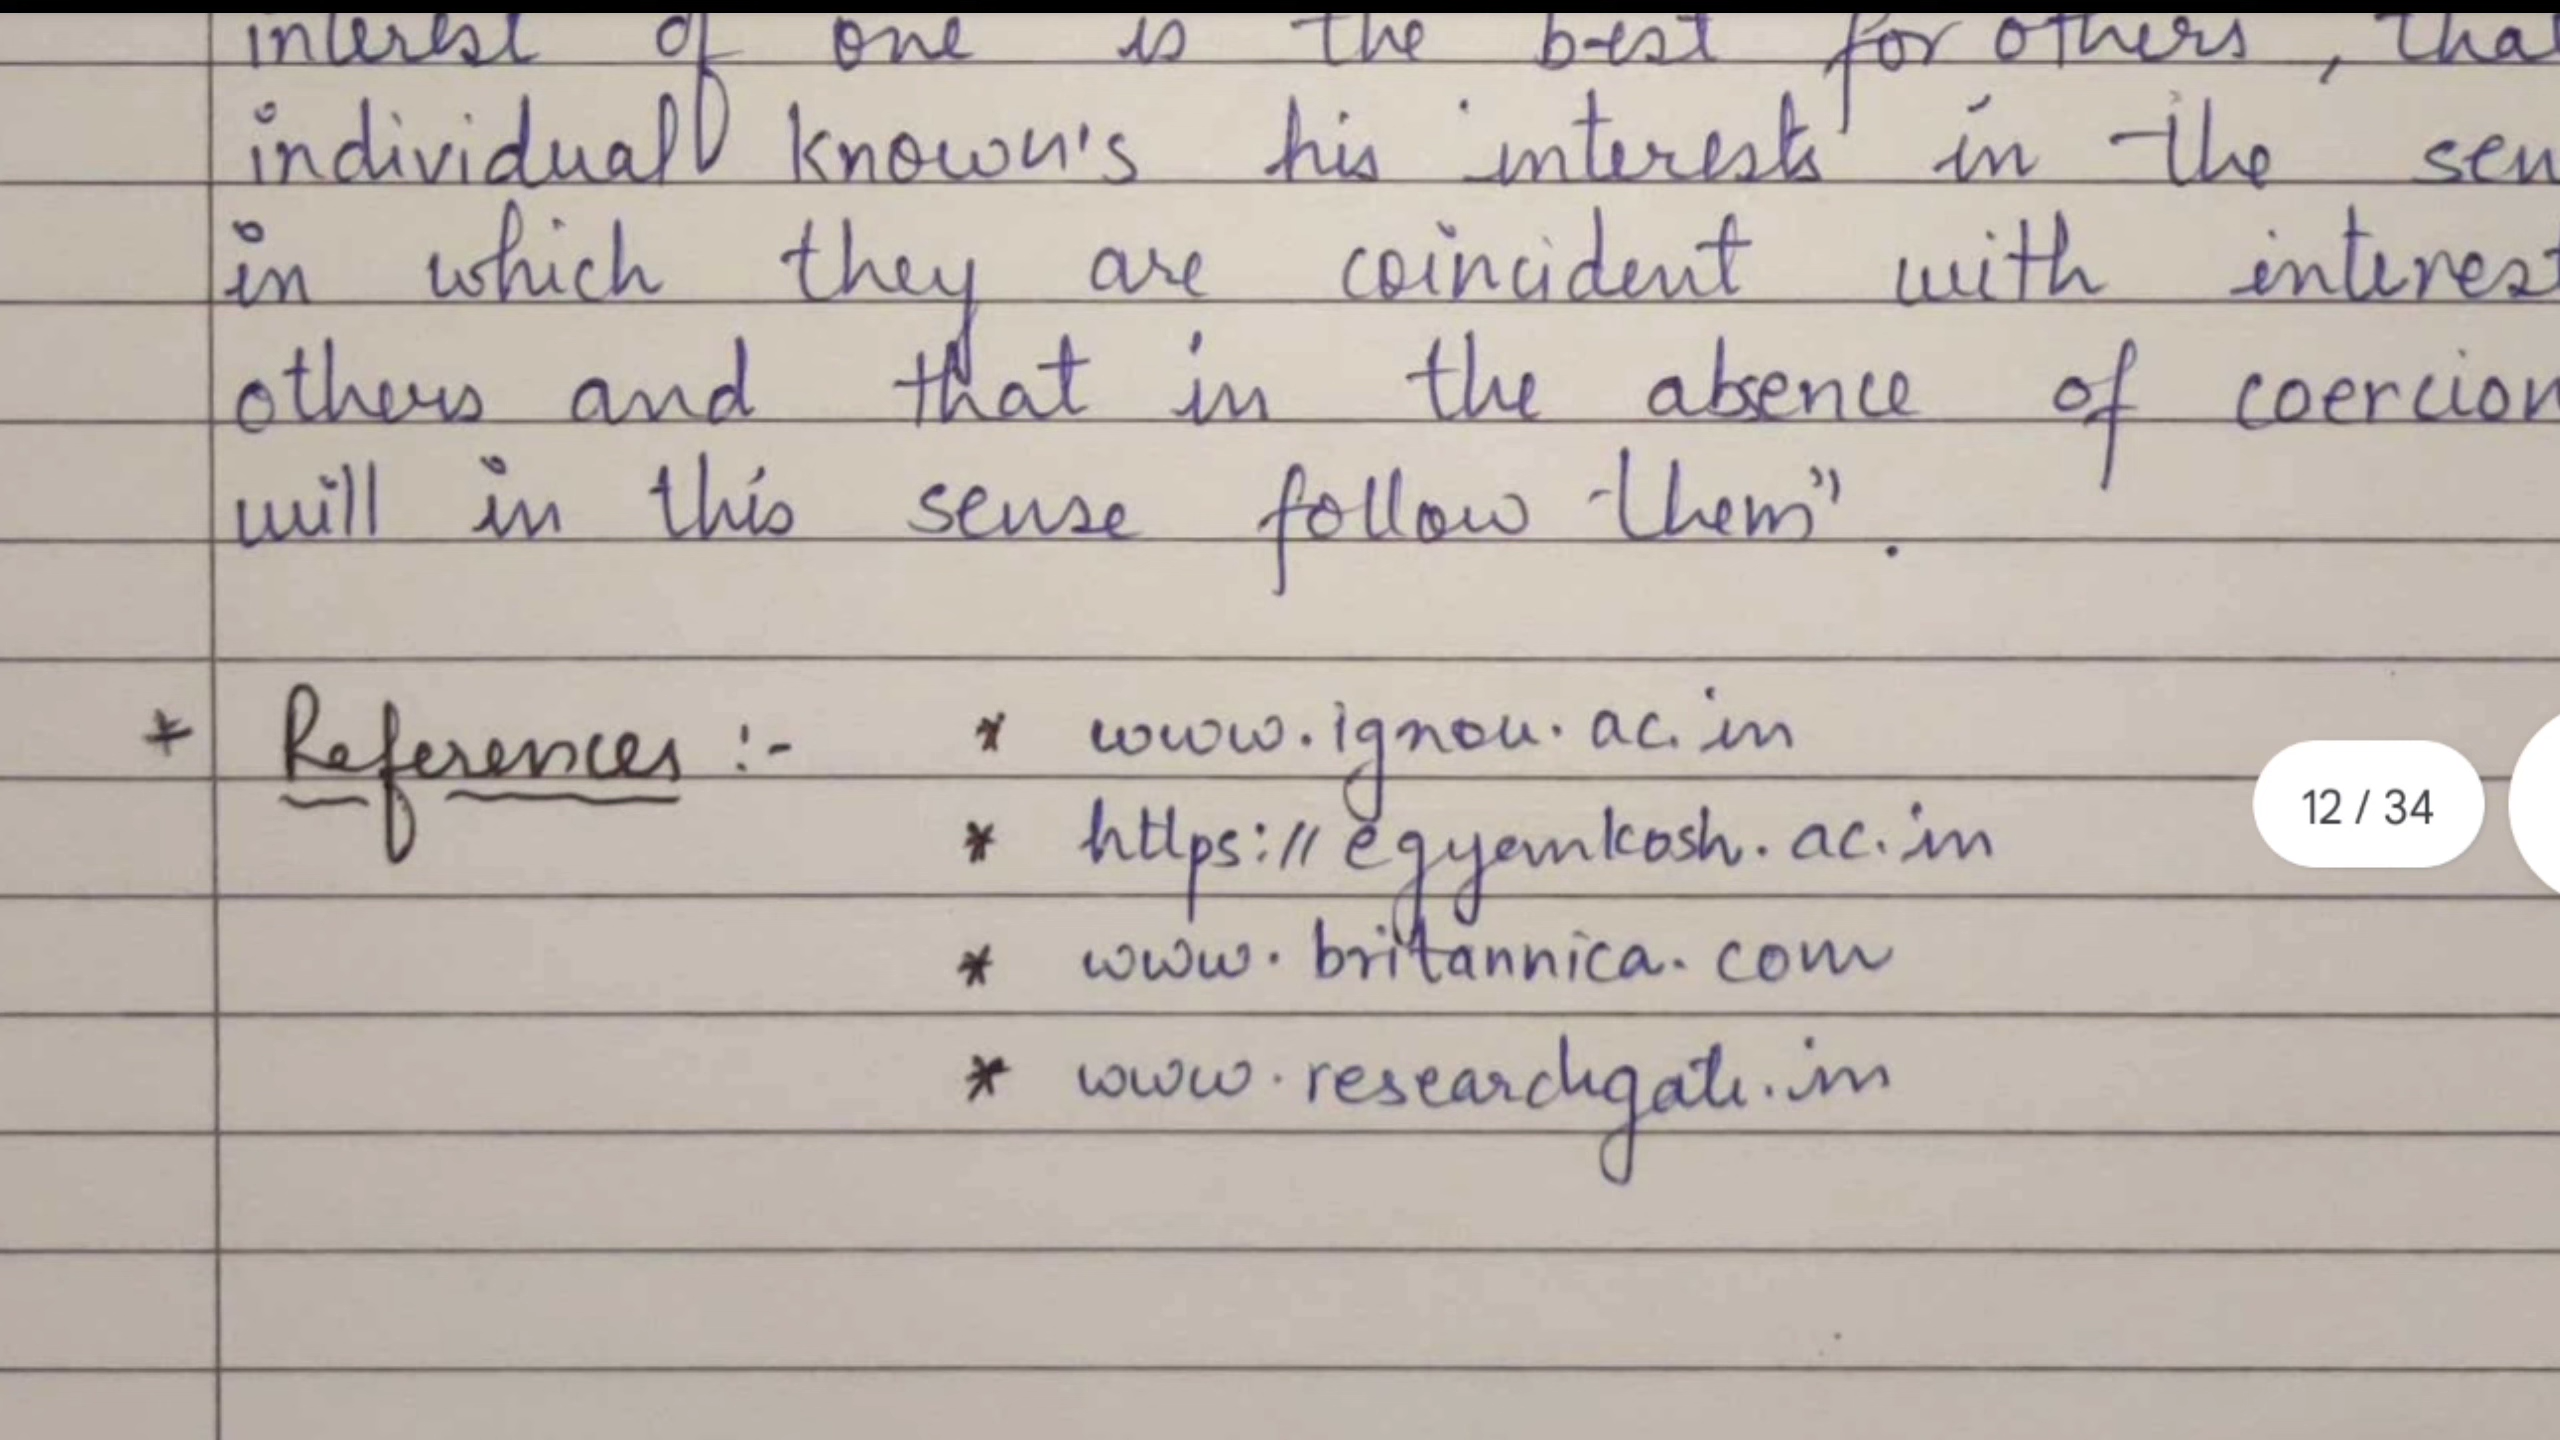 interest of one is the best for others, that
individual known's his interests in the sen
in which they are coincident with interest
others and that in the absence of coercion
will in this sense follow them".
* References :- * www.ignou.ac.in
* https://egyemkosh.ac.in
12 / 34
* www.britannica.com
* www.researchgate.in